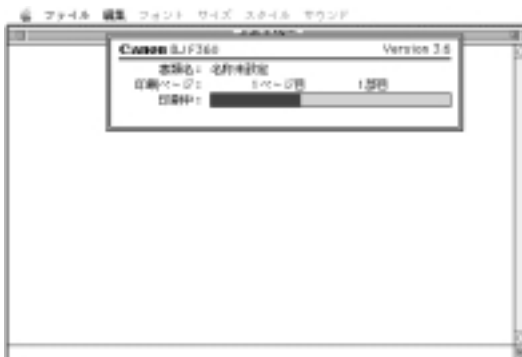 ファイル 編集 フォント サイズ スタイル サウンド
Canon BJ F360 Version 3.6
書類名： 名称未設定
印刷ページ： 1ページ目 1部目
印刷中：